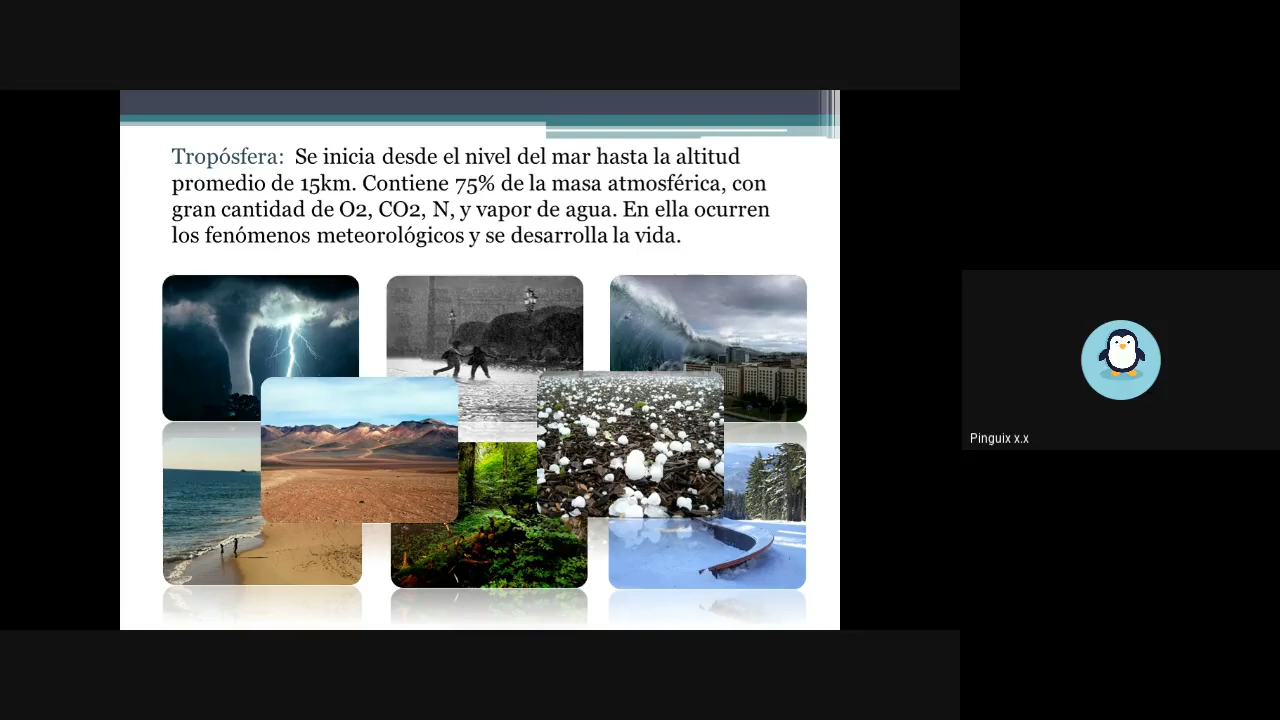 Tropósfera:  Se inicia desde el nivel del mar hasta la altitud
promedio de 15km. Contiene 75% de la masa atmosférica, con
gran cantidad de O2, CO2, N, y vapor de agua. En ella ocurren
los fenómenos meteorológicos y se desarrolla la vida.
Pinguix x.x